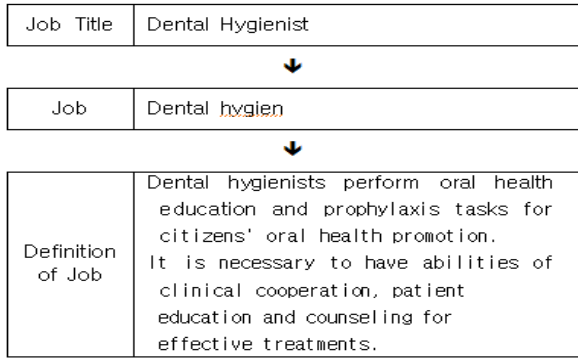 Job Title Dental Hygienist
Job Dental hygien
Definition of Job
Dental hygienists perform oral health
education and prophylaxis tasks for
citizens' oral health promotion.
It is necessary to have abilities of
clinical cooperation, patient
education and counseling for
effective treatments.